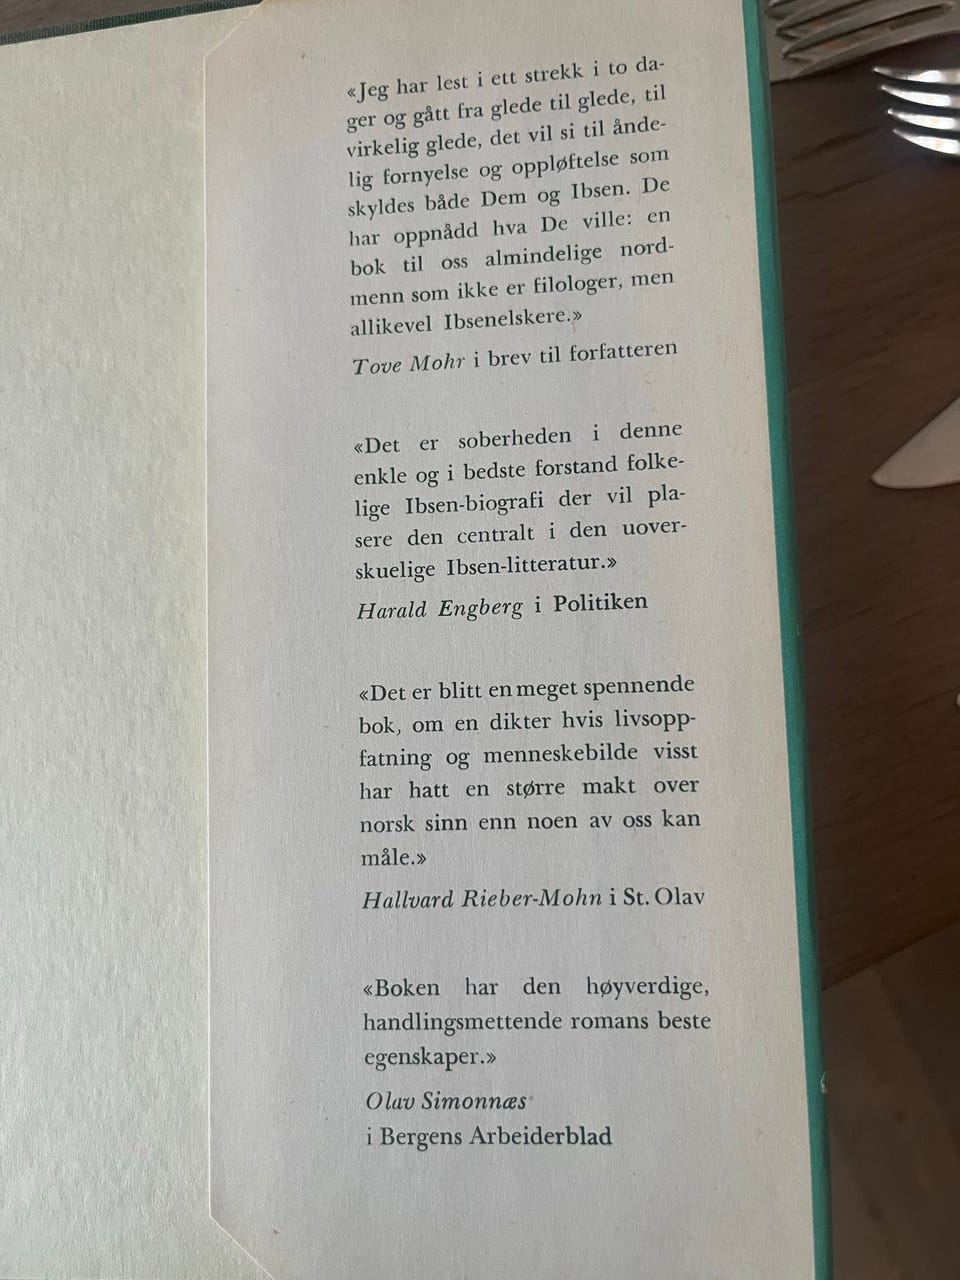 «Jeg har lest i ett strekk i to da-
ger og gått fra glede til glede, til
virkelig glede, det vil si til ånde-
lig fornyelse og oppløftelse som
skyldes både Dem og Ibsen. De
har oppnådd hva De ville: en
bok til oss almindelige nord-
menn som ikke er filologer, men
allikevel Ibsenelskere.»
Tove Mohr i brev til forfatteren
«Det er soberheden i denne
enkle og i bedste forstand folke-
lige Ibsen-biografi der vil pla-
sere den centralt i den uover-
skuelige Ibsen-litteratur.»
Harald Engberg i Politiken
«Det er blitt en meget spennende
bok, om en dikter hvis livsopp-
fatning og menneskebilde visst
har hatt en større makt over
norsk sinn enn noen av oss kan
måle.»
Hallvard Rieber-Mohn i St. Olav
«Boken har den høyverdige,
handlingsmettende romans beste
egenskaper.»
Olav Simonnæs
i Bergens Arbeiderblad